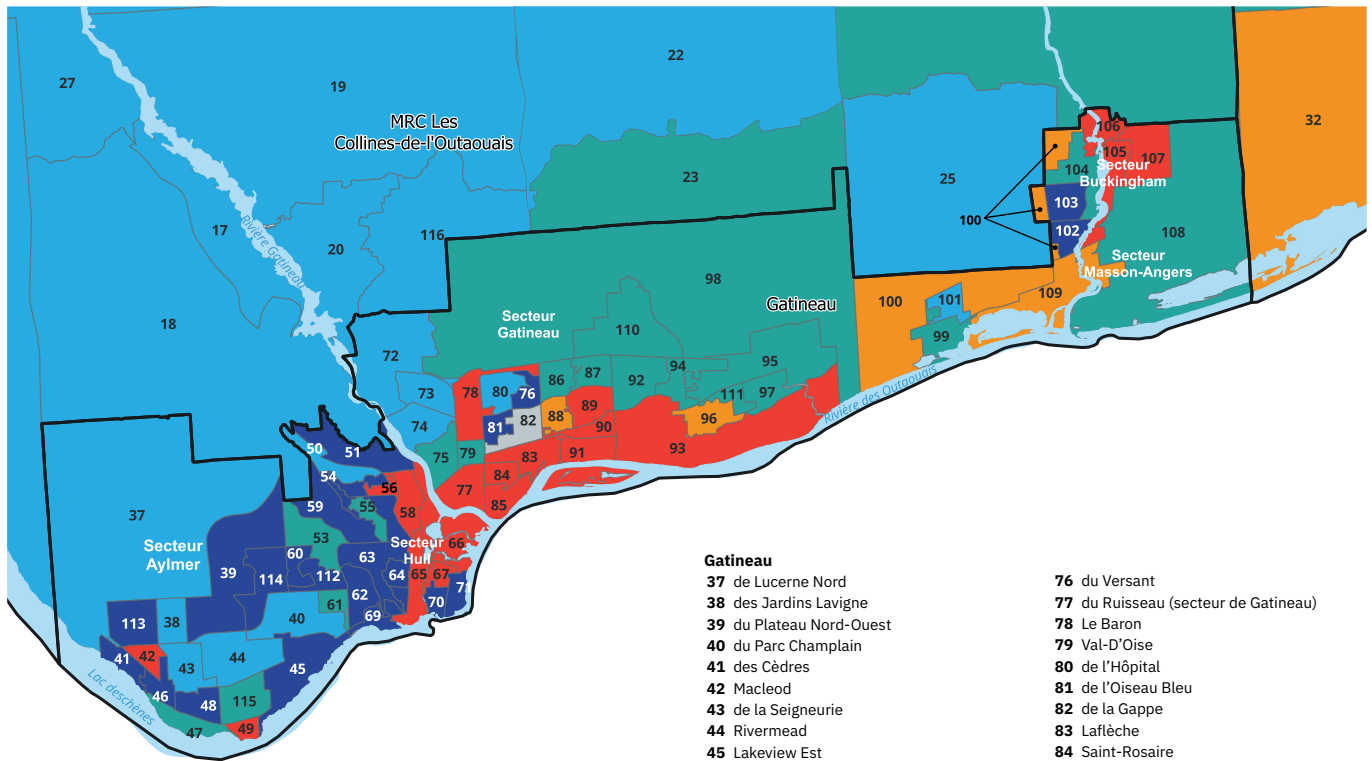 22
27
19
32
MRC Les
Collines-de-l'Outaouais
106
105
107
104
Secteur
Buckingham
23
25
103
100
17
Rivière Gatineau
20
116
102
108
Secteur
Masson-Angers
98
Gatineau
109
100
101
18
Secteur
Gatineau
110
99
72
95
94
87
92
86
73
78
80
76
111
97
89
88
96
82
81
74
90
Rivière des Outaouais
50
51
75
79
83
91
93
54
84
56
77
59
55
58
85
37
53
Secteur
Aylmer
60
63
Secteur
Hull
66
39
114
112
64
65
67
71
62
61
70
69
113
38
40
41
42
43
44
45
46
48
115
47
49
Lac deschênes
Gatineau
37 de Lucerne Nord
38 des Jardins Lavigne
39 du Plateau Nord-Ouest
40 du Parc Champlain
41 des Cèdres
42 Macleod
43 de la Seigneurie
44 Rivermead
45 Lakeview Est
76 du Versant
77 du Ruisseau (secteur de Gatineau)
78 Le Baron
79 Val-D'Oise
80 de l'Hôpital
81 de l'Oiseau Bleu
82 de la Gappe
83 Laflèche
84 Saint-Rosaire